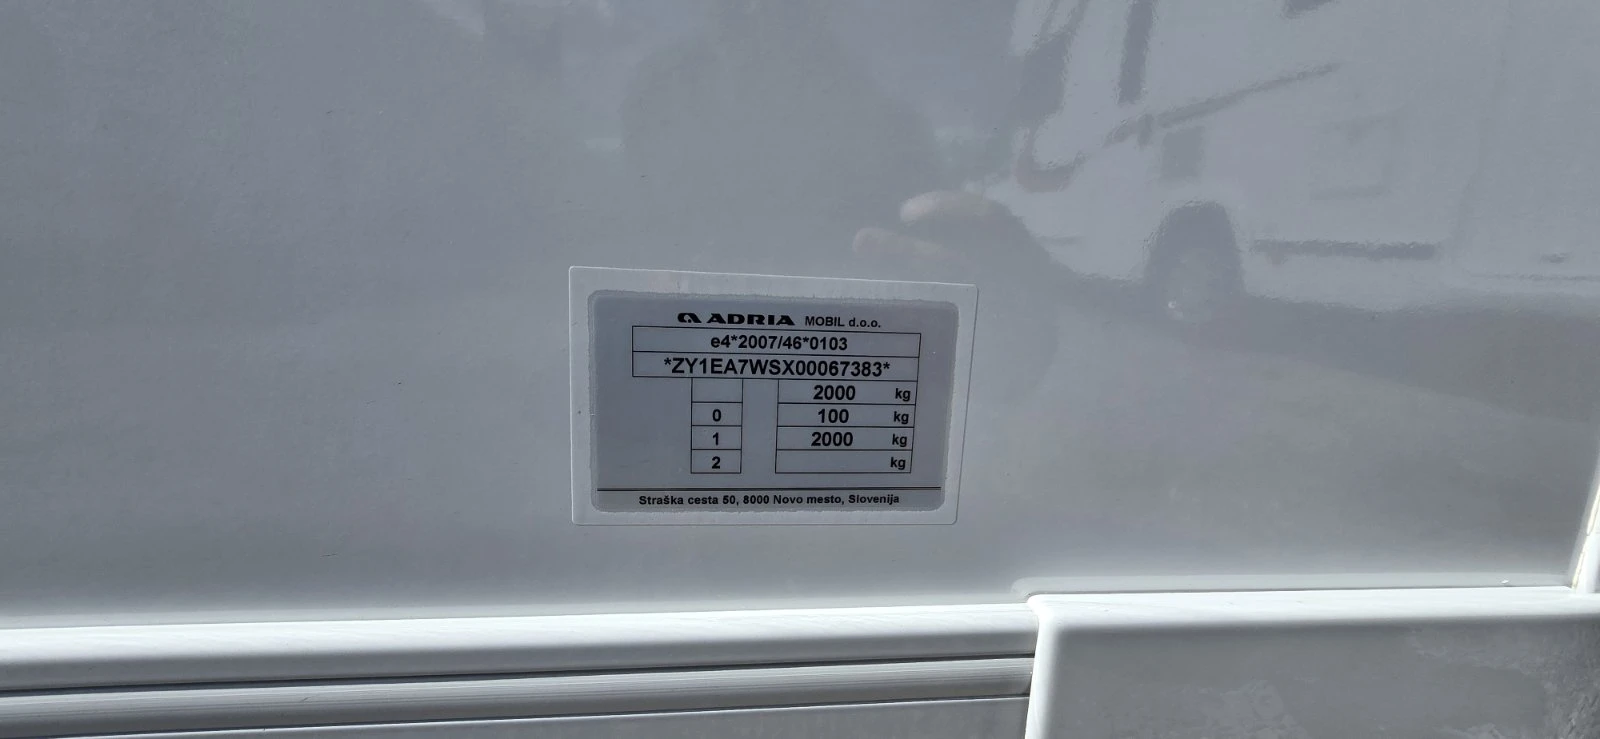 ADRIA MOBIL d.o.o.
e4*2007/46*0103
*ZY1EA7WSX00067383*
2000 kg
0 100 kg
1 2000 kg
2 kg
Straška cesta 50, 8000 Novo mesto, Slovenija